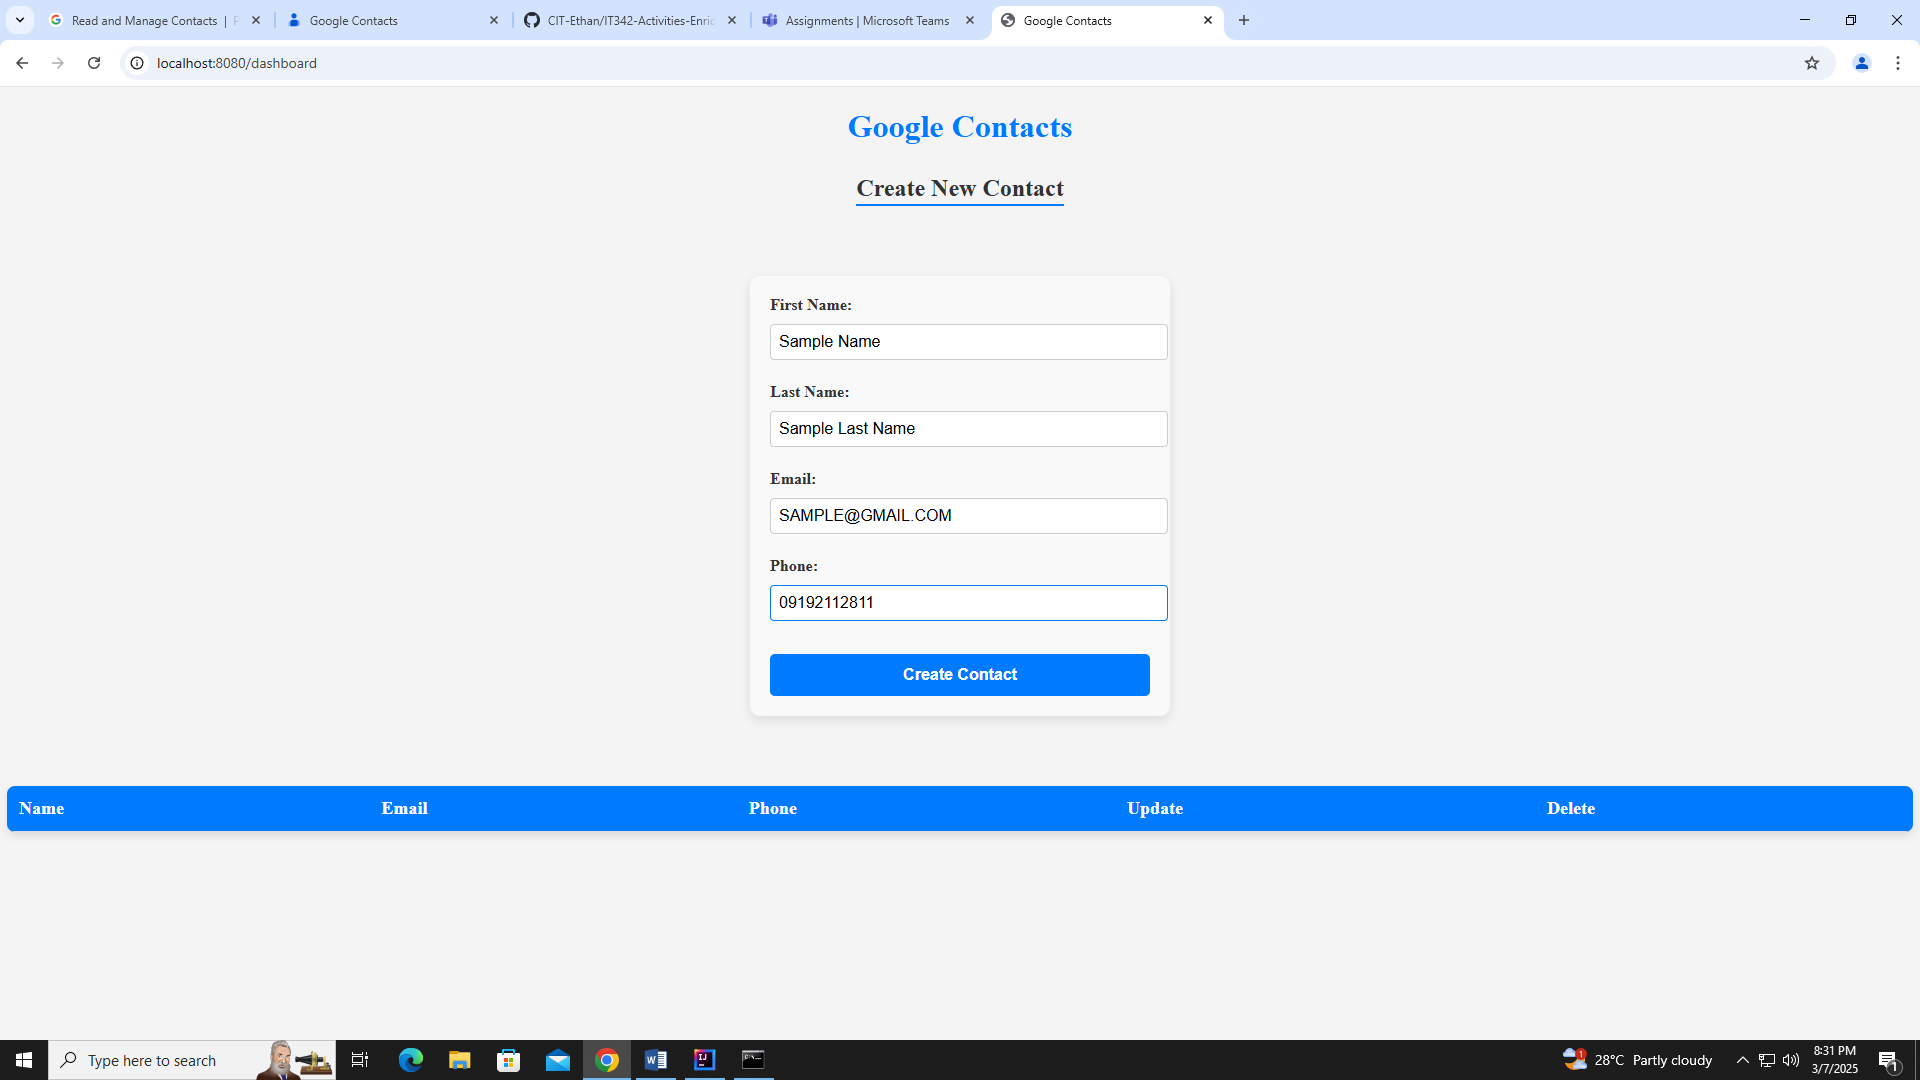 Read and Manage Contacts |
Google Contacts
CIT-Ethan/IT342-Activities-Enric
Assignments | Microsoft Teams
Google Contacts
localhost:8080/dashboard
Google Contacts
Create New Contact
First Name:
Sample Name
Last Name:
Sample Last Name
Email:
SAMPLE@GMAIL.COM
Phone:
09192112811
Create Contact
Name Email Phone Update Delete
Type here to search
1
28°C Partly cloudy
8:31 PM
3/7/2025
1